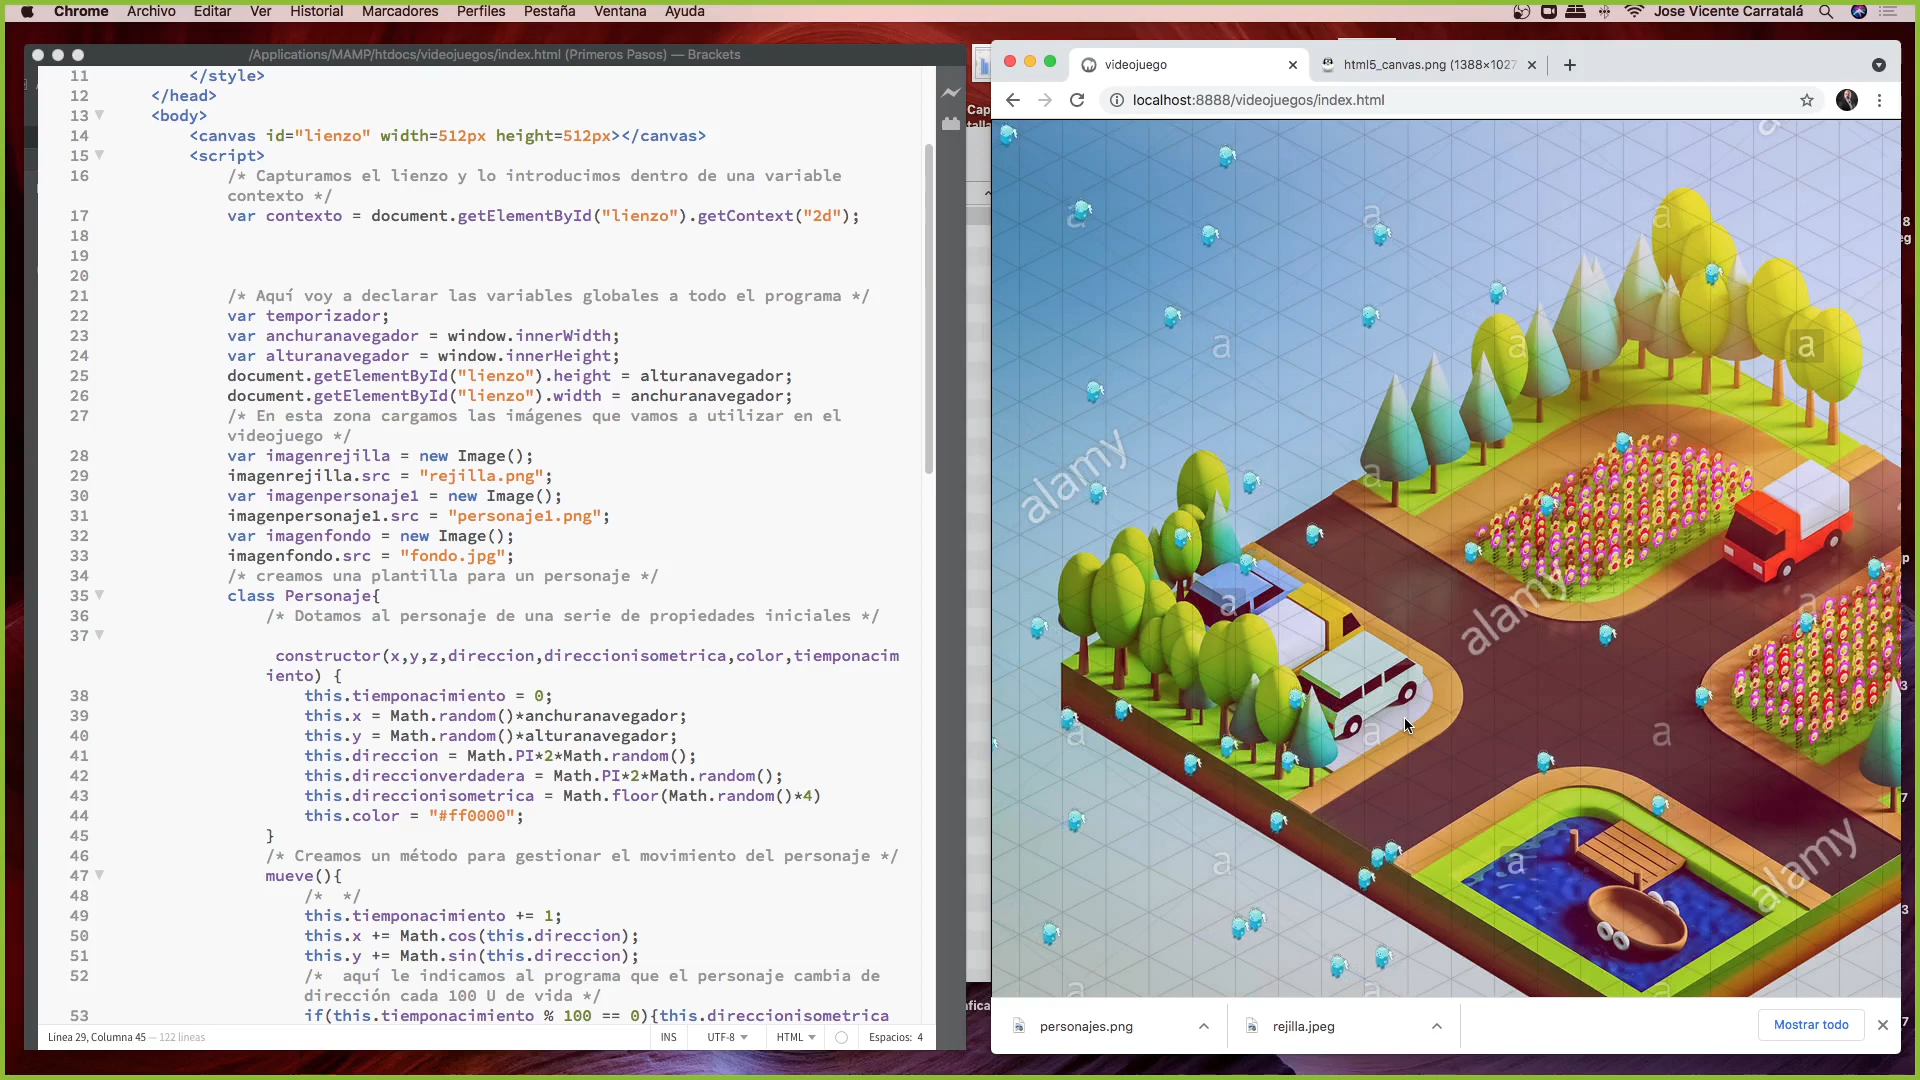 Chrome Archivo Editar Ver Historial Marcadores Perfiles Pestaña Ventana Ayuda Jose Vicente Carratalá
/Applications/MAMP/htdocs/videojuegos/index.html (Primeros Pasos) — Brackets
11 </style>
12 </head>
13 <body>
14 <canvas id="lienzo" width=512px height=512px></canvas>
15 <script>
16 /* Capturamos el lienzo y lo introducimos dentro de una variable
contexto */
17 var contexto = document.getElementById("lienzo").getContext("2d");
18
19
20
21 /* Aquí voy a declarar las variables globales a todo el programa */
22 var temporizador;
23 var anchuranavegador = window.innerWidth;
24 var alturanavegador = window.innerHeight;
25 document.getElementById("lienzo").height = alturanavegador;
26 document.getElementById("lienzo").width = anchuranavegador;
27 /* En esta zona cargamos las imágenes que vamos a utilizar en el
videojuego */
28 var imagenrejilla = new Image();
29 imagenrejilla.src = "rejilla.png";
30 var imagenpersonaje1 = new Image();
31 imagenpersonaje1.src = "personaje1.png";
32 var imagenfondo = new Image();
33 imagenfondo.src = "fondo.jpg";
34 /* creamos una plantilla para un personaje */
35 class Personaje{
36 /* Dotamos al personaje de una serie de propiedades iniciales */
37
constructor(x,y,z,direccion,direccionisometrica,color,tiemponacim
iento) {
38 this.tiemponacimiento = 0;
39 this.x = Math.random()*anchuranavegador;
40 this.y = Math.random()*alturanavegador;
41 this.direccion = Math.PI*2*Math.random();
42 this.direccionverdadera = Math.PI*2*Math.random();
43 this.direccionisometrica = Math.floor(Math.random()*4)
44 this.color = "#ff0000";
45 }
46 /* Creamos un método para gestionar el movimiento del personaje */
47 mueve(){
48 /*  */
49 this.tiemponacimiento += 1;
50 this.x += Math.cos(this.direccion);
51 this.y += Math.sin(this.direccion);
52 /* aquí le indicamos al programa que el personaje cambia de
dirección cada 100 U de vida */
53 if(this.tiemponacimiento % 100 == 0){this.direccionisometrica
Línea 29, Columna 45 — 122 líneas INS UTF-8 HTML Espacios: 4
videojuego
html5_canvas.png (1388×1027
localhost:8888/videojuegos/index.html
a
a
a
a
a
a
a
alamy
a
a
alamy
a
a
a
a
a
a
alamy
a
a
personajes.png
rejilla.jpeg
Mostrar todo